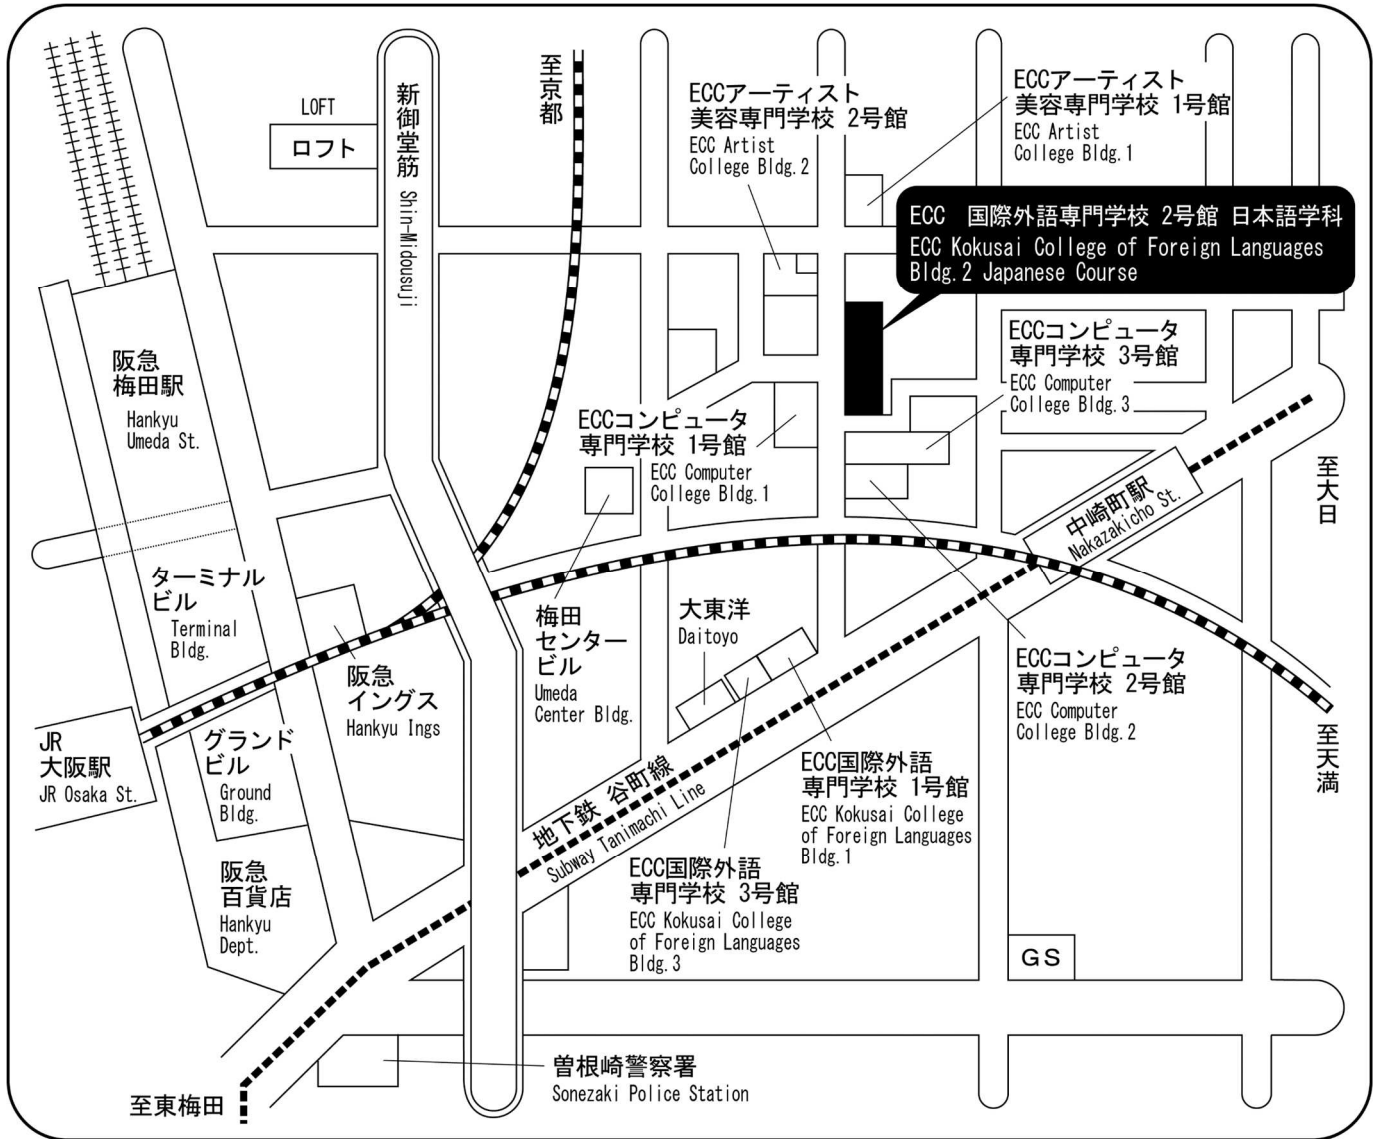 至京都
新御堂筋
Shin-Midousuji
LOFT
ロフト
ECCアーティスト
美容専門学校 2号館
ECC Artist
College Bldg.2
ECCアーティスト
美容専門学校 1号館
ECC Artist
College Bldg.1
ECC 国際外語専門学校 2号館 日本語学科
ECC Kokusai College of Foreign Languages
Bldg.2 Japanese Course
阪急
梅田駅
Hankyu
Umeda St.
ECCコンピュータ
専門学校 3号館
ECC Computer
College Bldg.3
ECCコンピュータ
専門学校 1号館
ECC Computer
College Bldg.1
至大日
中崎町駅
Nakazakicho St.
ターミナル
ビル
Terminal
Bldg.
梅田
センター
ビル
Umeda
Center Bldg.
大東洋
Daitoyo
阪急
イングス
Hankyu Ings
ECCコンピュータ
専門学校 2号館
ECC Computer
College Bldg.2
至天満
JR
大阪駅
JR Osaka St.
グランド
ビル
Ground
Bldg.
地下鉄 谷町線
Subway Tanimachi Line
ECC国際外語
専門学校 1号館
ECC Kokusai College
of Foreign Languages
Bldg.1
阪急
百貨店
Hankyu
Dept.
ECC国際外語
専門学校 3号館
ECC Kokusai College
of Foreign Languages
Bldg.3
GS
曽根崎警察署
Sonezaki Police Station
至東梅田